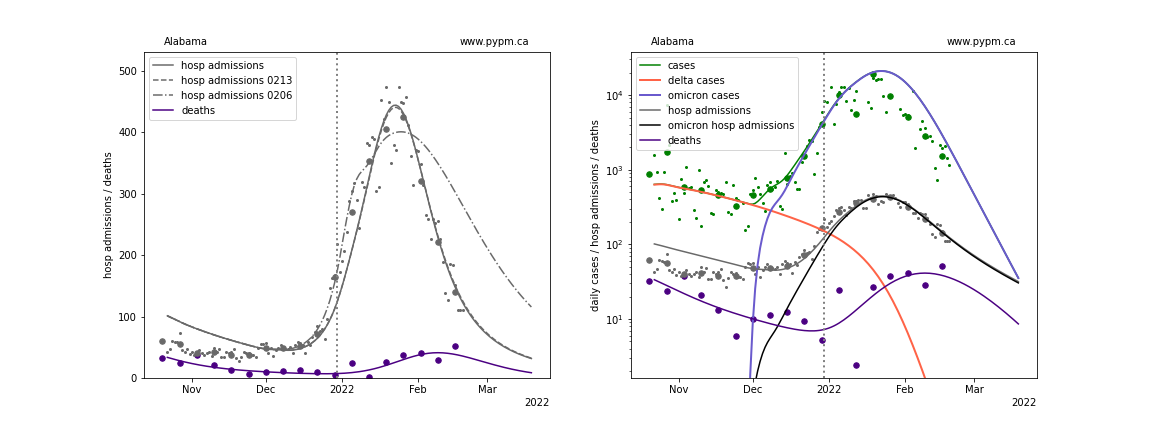 Alabama
www.pypm.ca
hosp admissions
hosp admissions 0213
hosp admissions 0206
deaths
hosp admissions / deaths
500
400
300
200
100
0
Nov
Dec
2022
Feb
Mar
2022
Alabama
www.pypm.ca
cases
delta cases
omicron cases
hosp admissions
omicron hosp admissions
deaths
daily cases / hosp admissions / deaths
10⁴
10³
10²
10¹
Nov
Dec
2022
Feb
Mar
2022